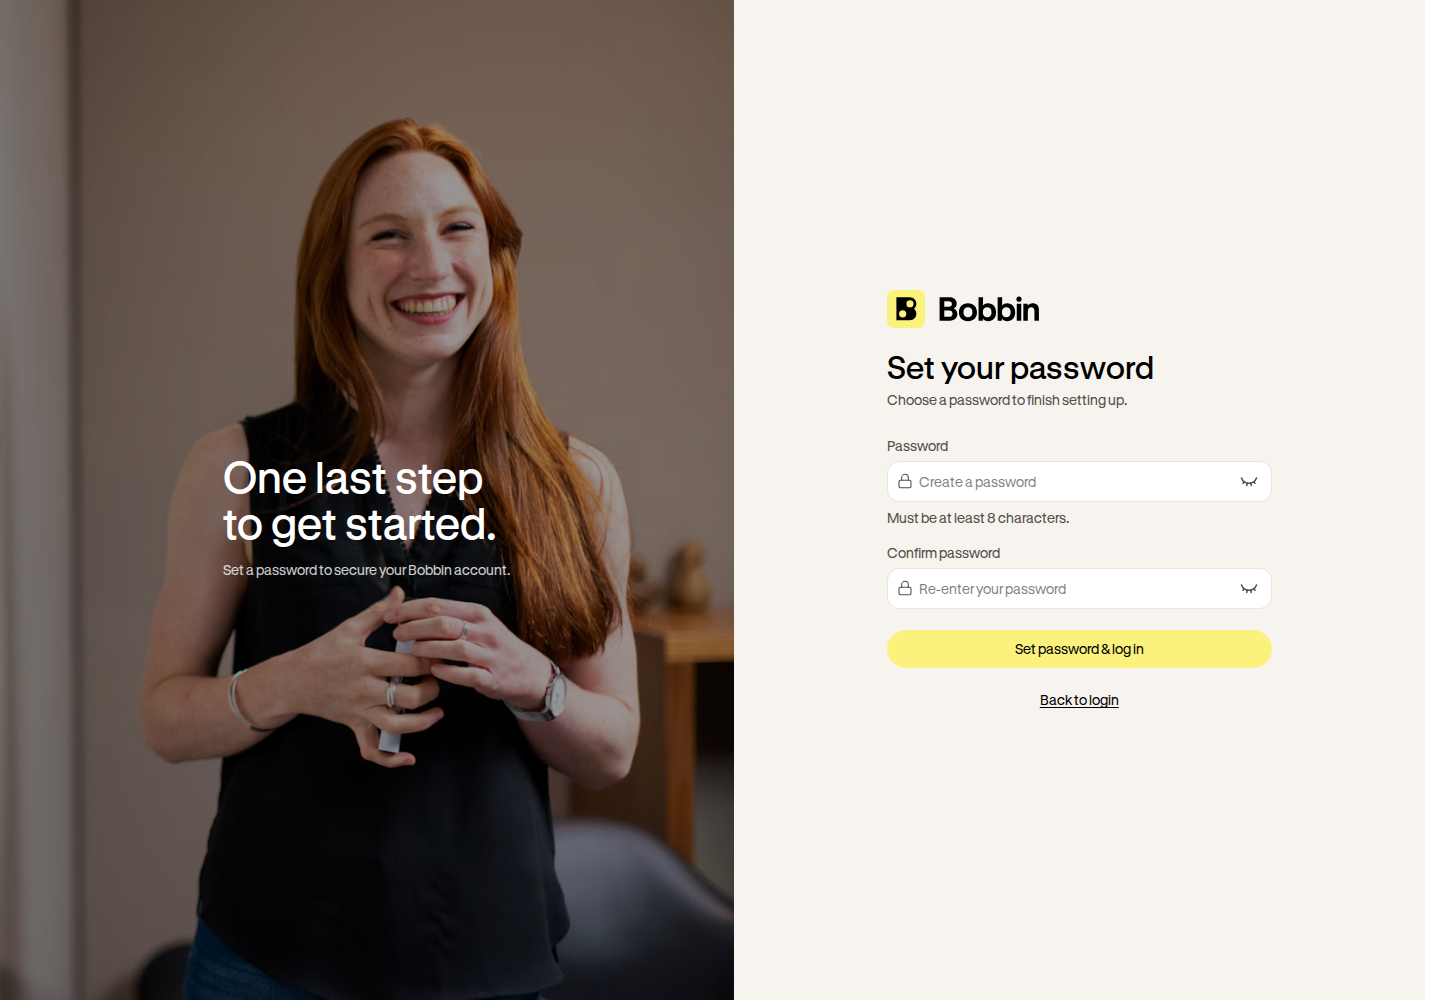 One last step
to get started.
Set a password to secure your Bobbin account.
Bobbin
Set your password
Choose a password to finish setting up.
Password
Create a password
Must be at least 8 characters.
Confirm password
Re-enter your password
Set password & log in
Back to login